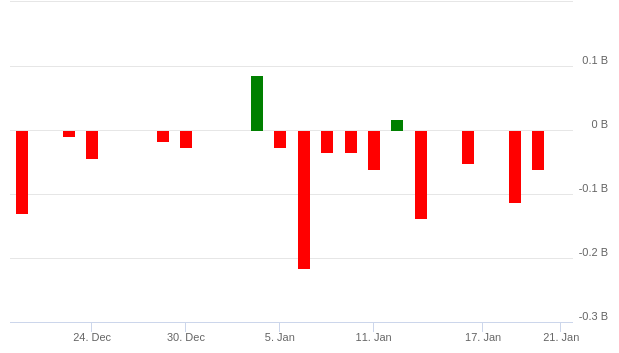 0.1 B
0 B
-0.1 B
-0.2 B
-0.3 B
24. Dec 30. Dec 5. Jan 11. Jan 17. Jan 21. Jan